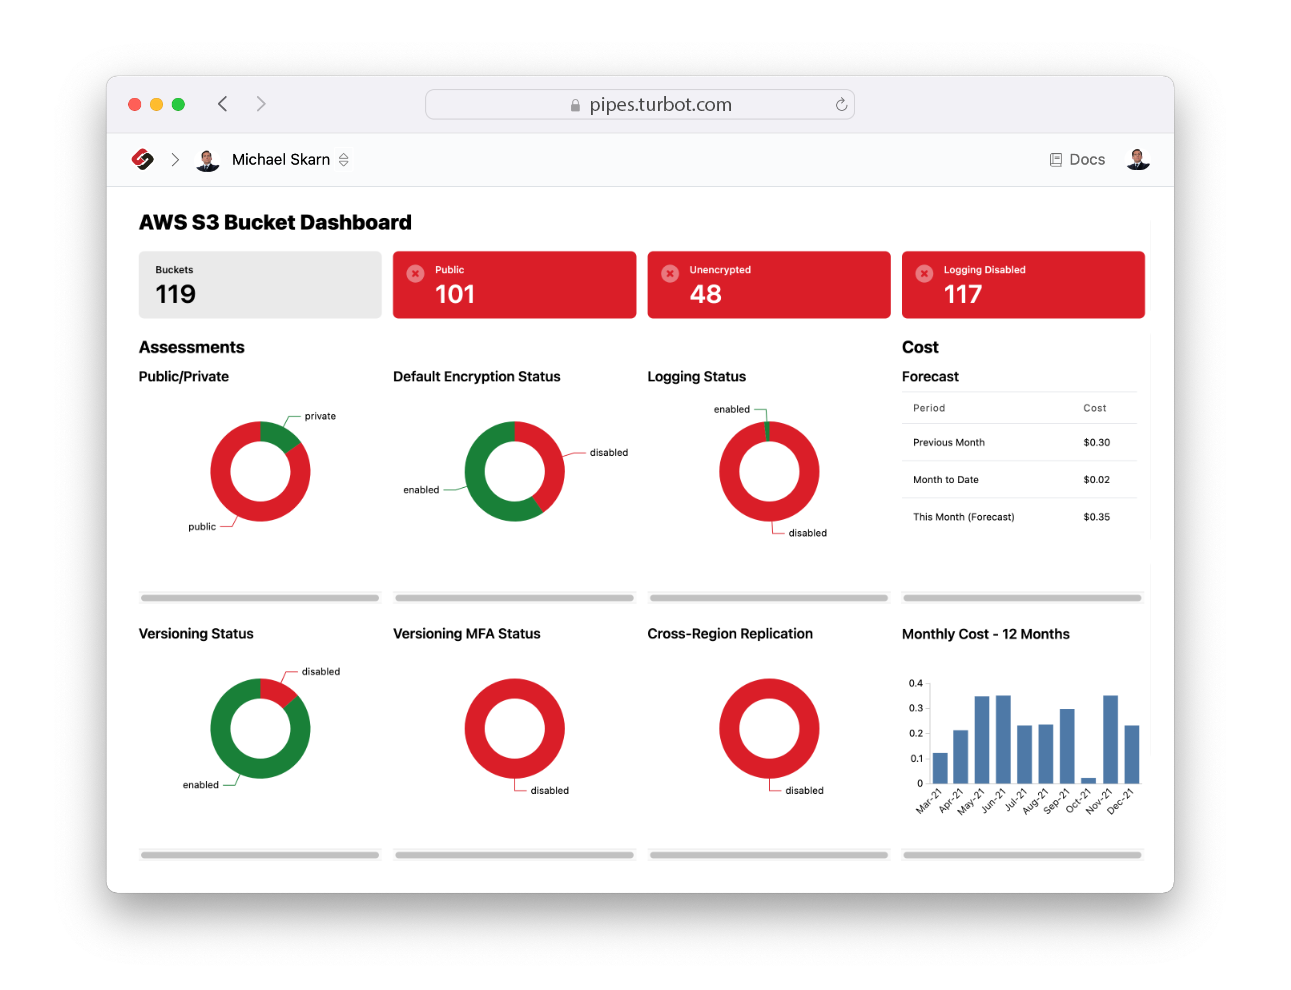 pipes.turbot.com
Michael Skarn
Docs
AWS S3 Bucket Dashboard
Buckets
119
Public
101
Unencrypted
48
Logging Disabled
117
Assessments
Cost
Public/Private
Default Encryption Status
Logging Status
Forecast
private
public
disabled
enabled
enabled
disabled
Period Cost
Previous Month $0.30
Month to Date $0.02
This Month (Forecast) $0.35
Versioning Status
Versioning MFA Status
Cross-Region Replication
Monthly Cost - 12 Months
disabled
enabled
disabled
disabled
0.4
0.3
0.2
0.1
0
Mar-21 Apr-21 May-21 Jun-21 Jul-21 Aug-21 Sep-21 Oct-21 Nov-21 Dec-21